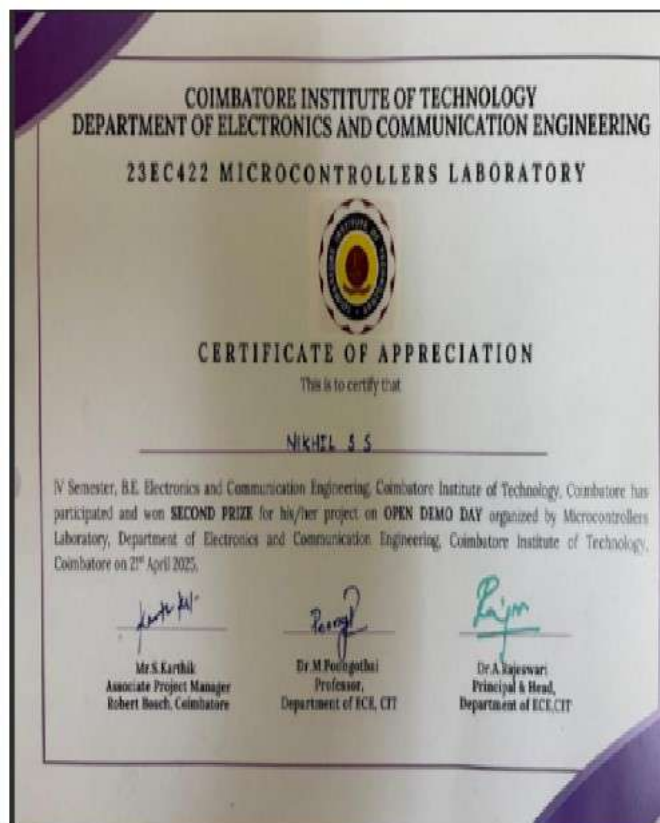 COIMBATORE INSTITUTE OF TECHNOLOGY
DEPARTMENT OF ELECTRONICS AND COMMUNICATION ENGINEERING
23EC422 MICROCONTROLLERS LABORATORY
COIMBATORE INSTITUTE OF TECHNOLOGY
CERTIFICATE OF APPRECIATION
This is to certify that
NIKHIL S S
IV Semester, B.E. Electronics and Communication Engineering, Coimbatore Institute of Technology, Coimbatore has
participated and won SECOND PRIZE for his/her project on OPEN DEMO DAY organized by Microcontrollers
Laboratory, Department of Electronics and Communication Engineering, Coimbatore Institute of Technology,
Coimbatore on 21st April 2025.
Mr.S.Karthik
Associate Project Manager
Robert Bosch, Coimbatore
Dr.M.Poongothai
Professor,
Department of ECE, CIT
Dr.A.Rajeswari
Principal & Head,
Department of ECE,CIT